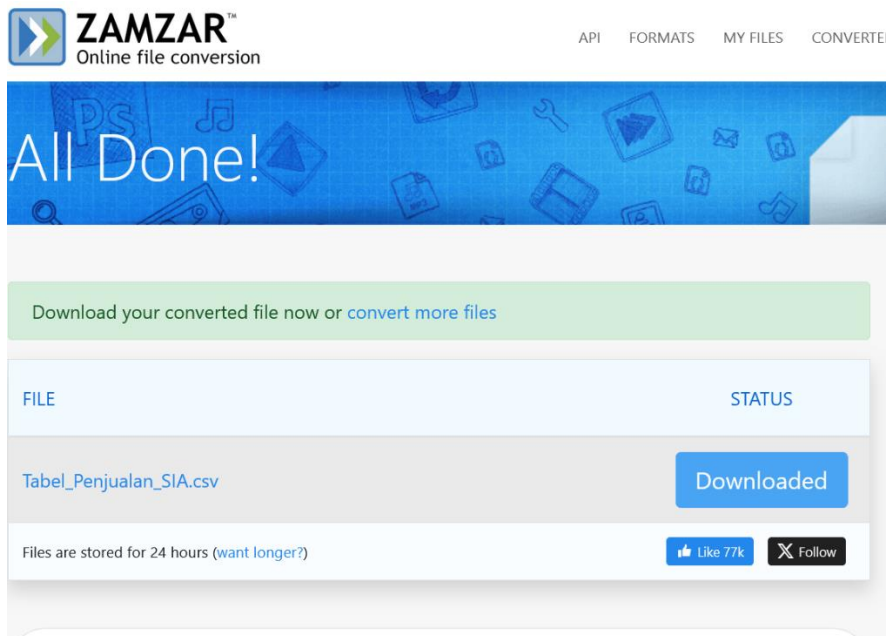 ZAMZAR™
Online file conversion
API FORMATS MY FILES
All Done!
Download your converted file now or convert more files
FILE STATUS
Tabel_Penjualan_SIA.csv Downloaded
Files are stored for 24 hours (want longer?) Like 77k X Follow